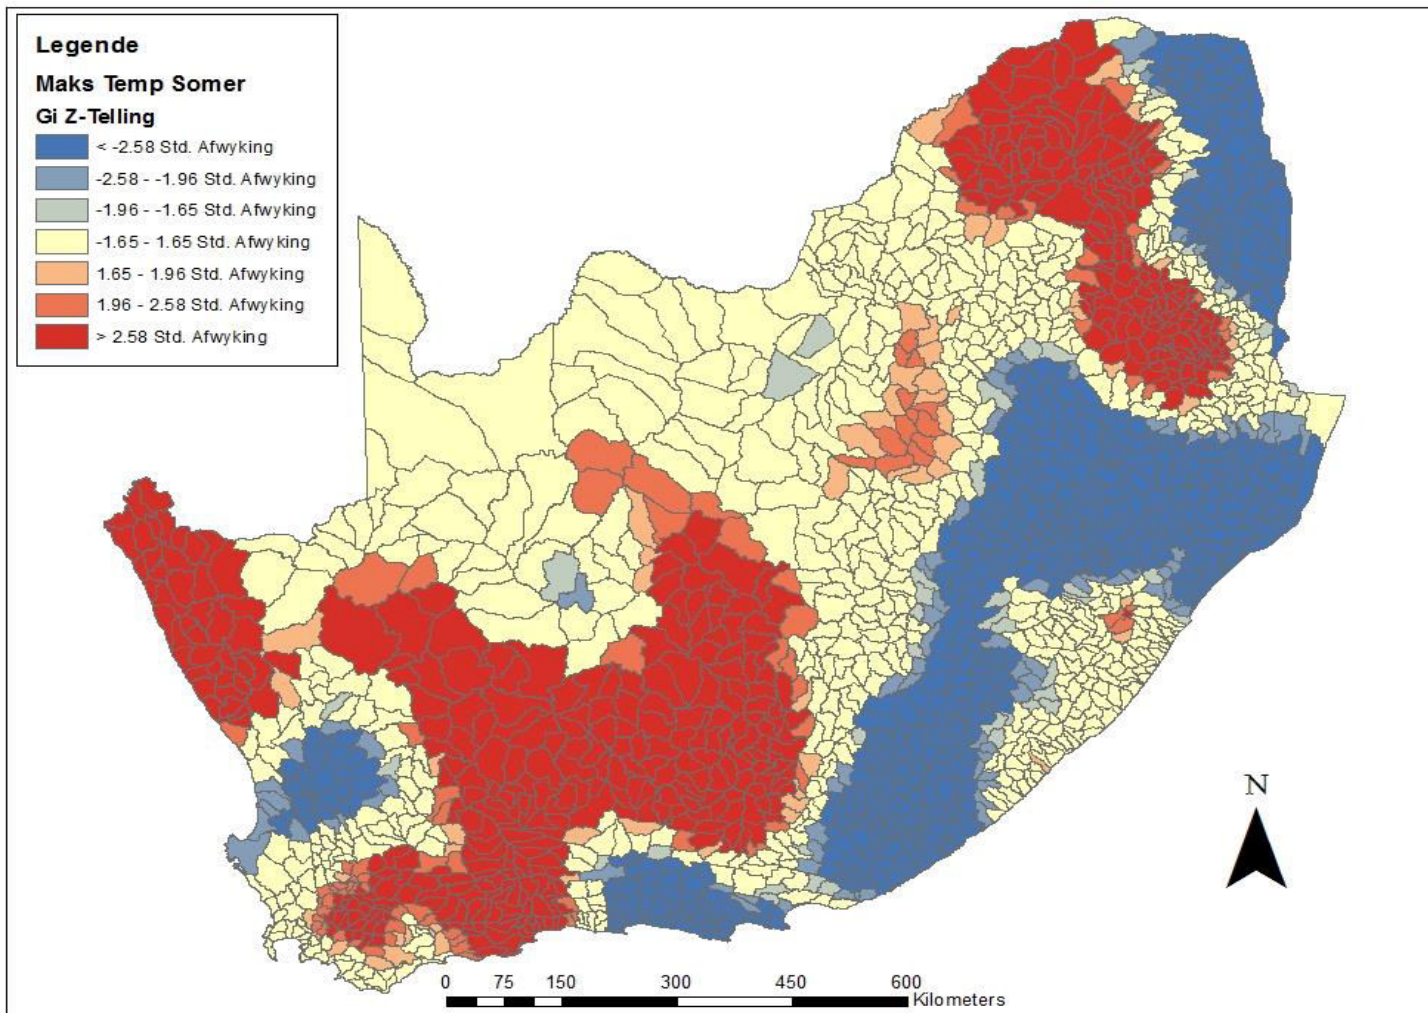 Legende
Maks Temp Somer
Gi Z-Telling
< -2.58 Std. Afwyking
-2.58 - -1.96 Std. Afwyking
-1.96 - -1.65 Std. Afwyking
-1.65 - 1.65 Std. Afwyking
1.65 - 1.96 Std. Afwyking
1.96 - 2.58 Std. Afwyking
> 2.58 Std. Afwyking
N
0 75 150 300 450 600
Kilometers